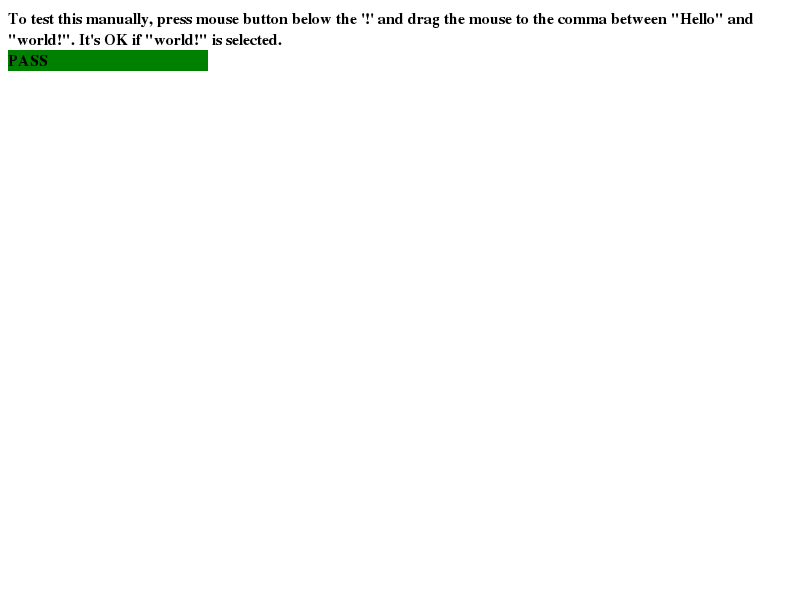 To test this manually, press mouse button below the '!' and drag the mouse to the comma between "Hello" and
"world!". It's OK if "world!" is selected.
PASS